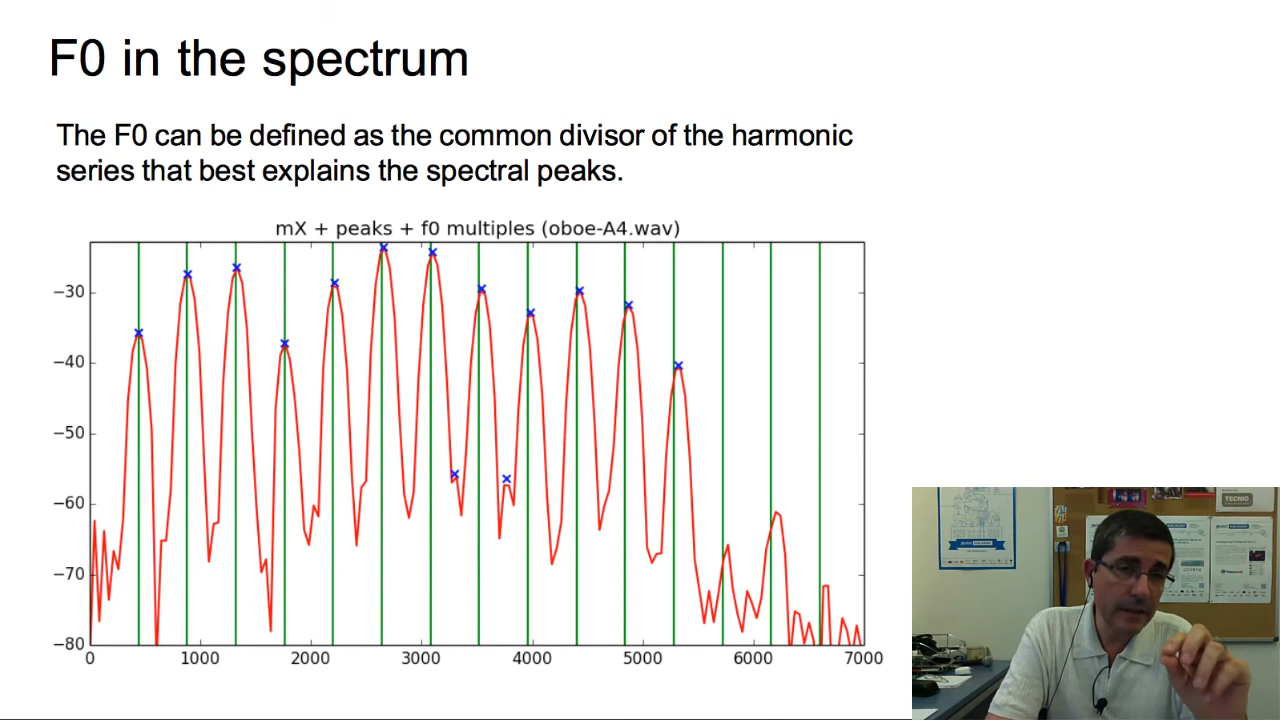 F0 in the spectrum
The F0 can be defined as the common divisor of the harmonic
series that best explains the spectral peaks.
mX + peaks + f0 multiples (oboe-A4.wav)
−30
−40
−50
−60
−70
−80
0 1000 2000 3000 4000 5000 6000 7000
TECNIO